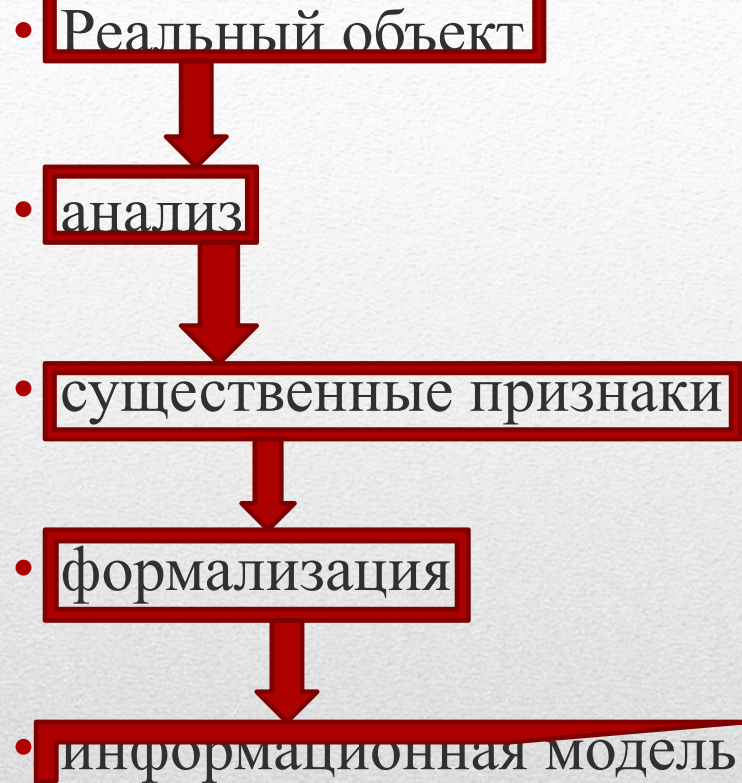 • Реальный объект
• анализ
• существенные признаки
• формализация
• информационная модель